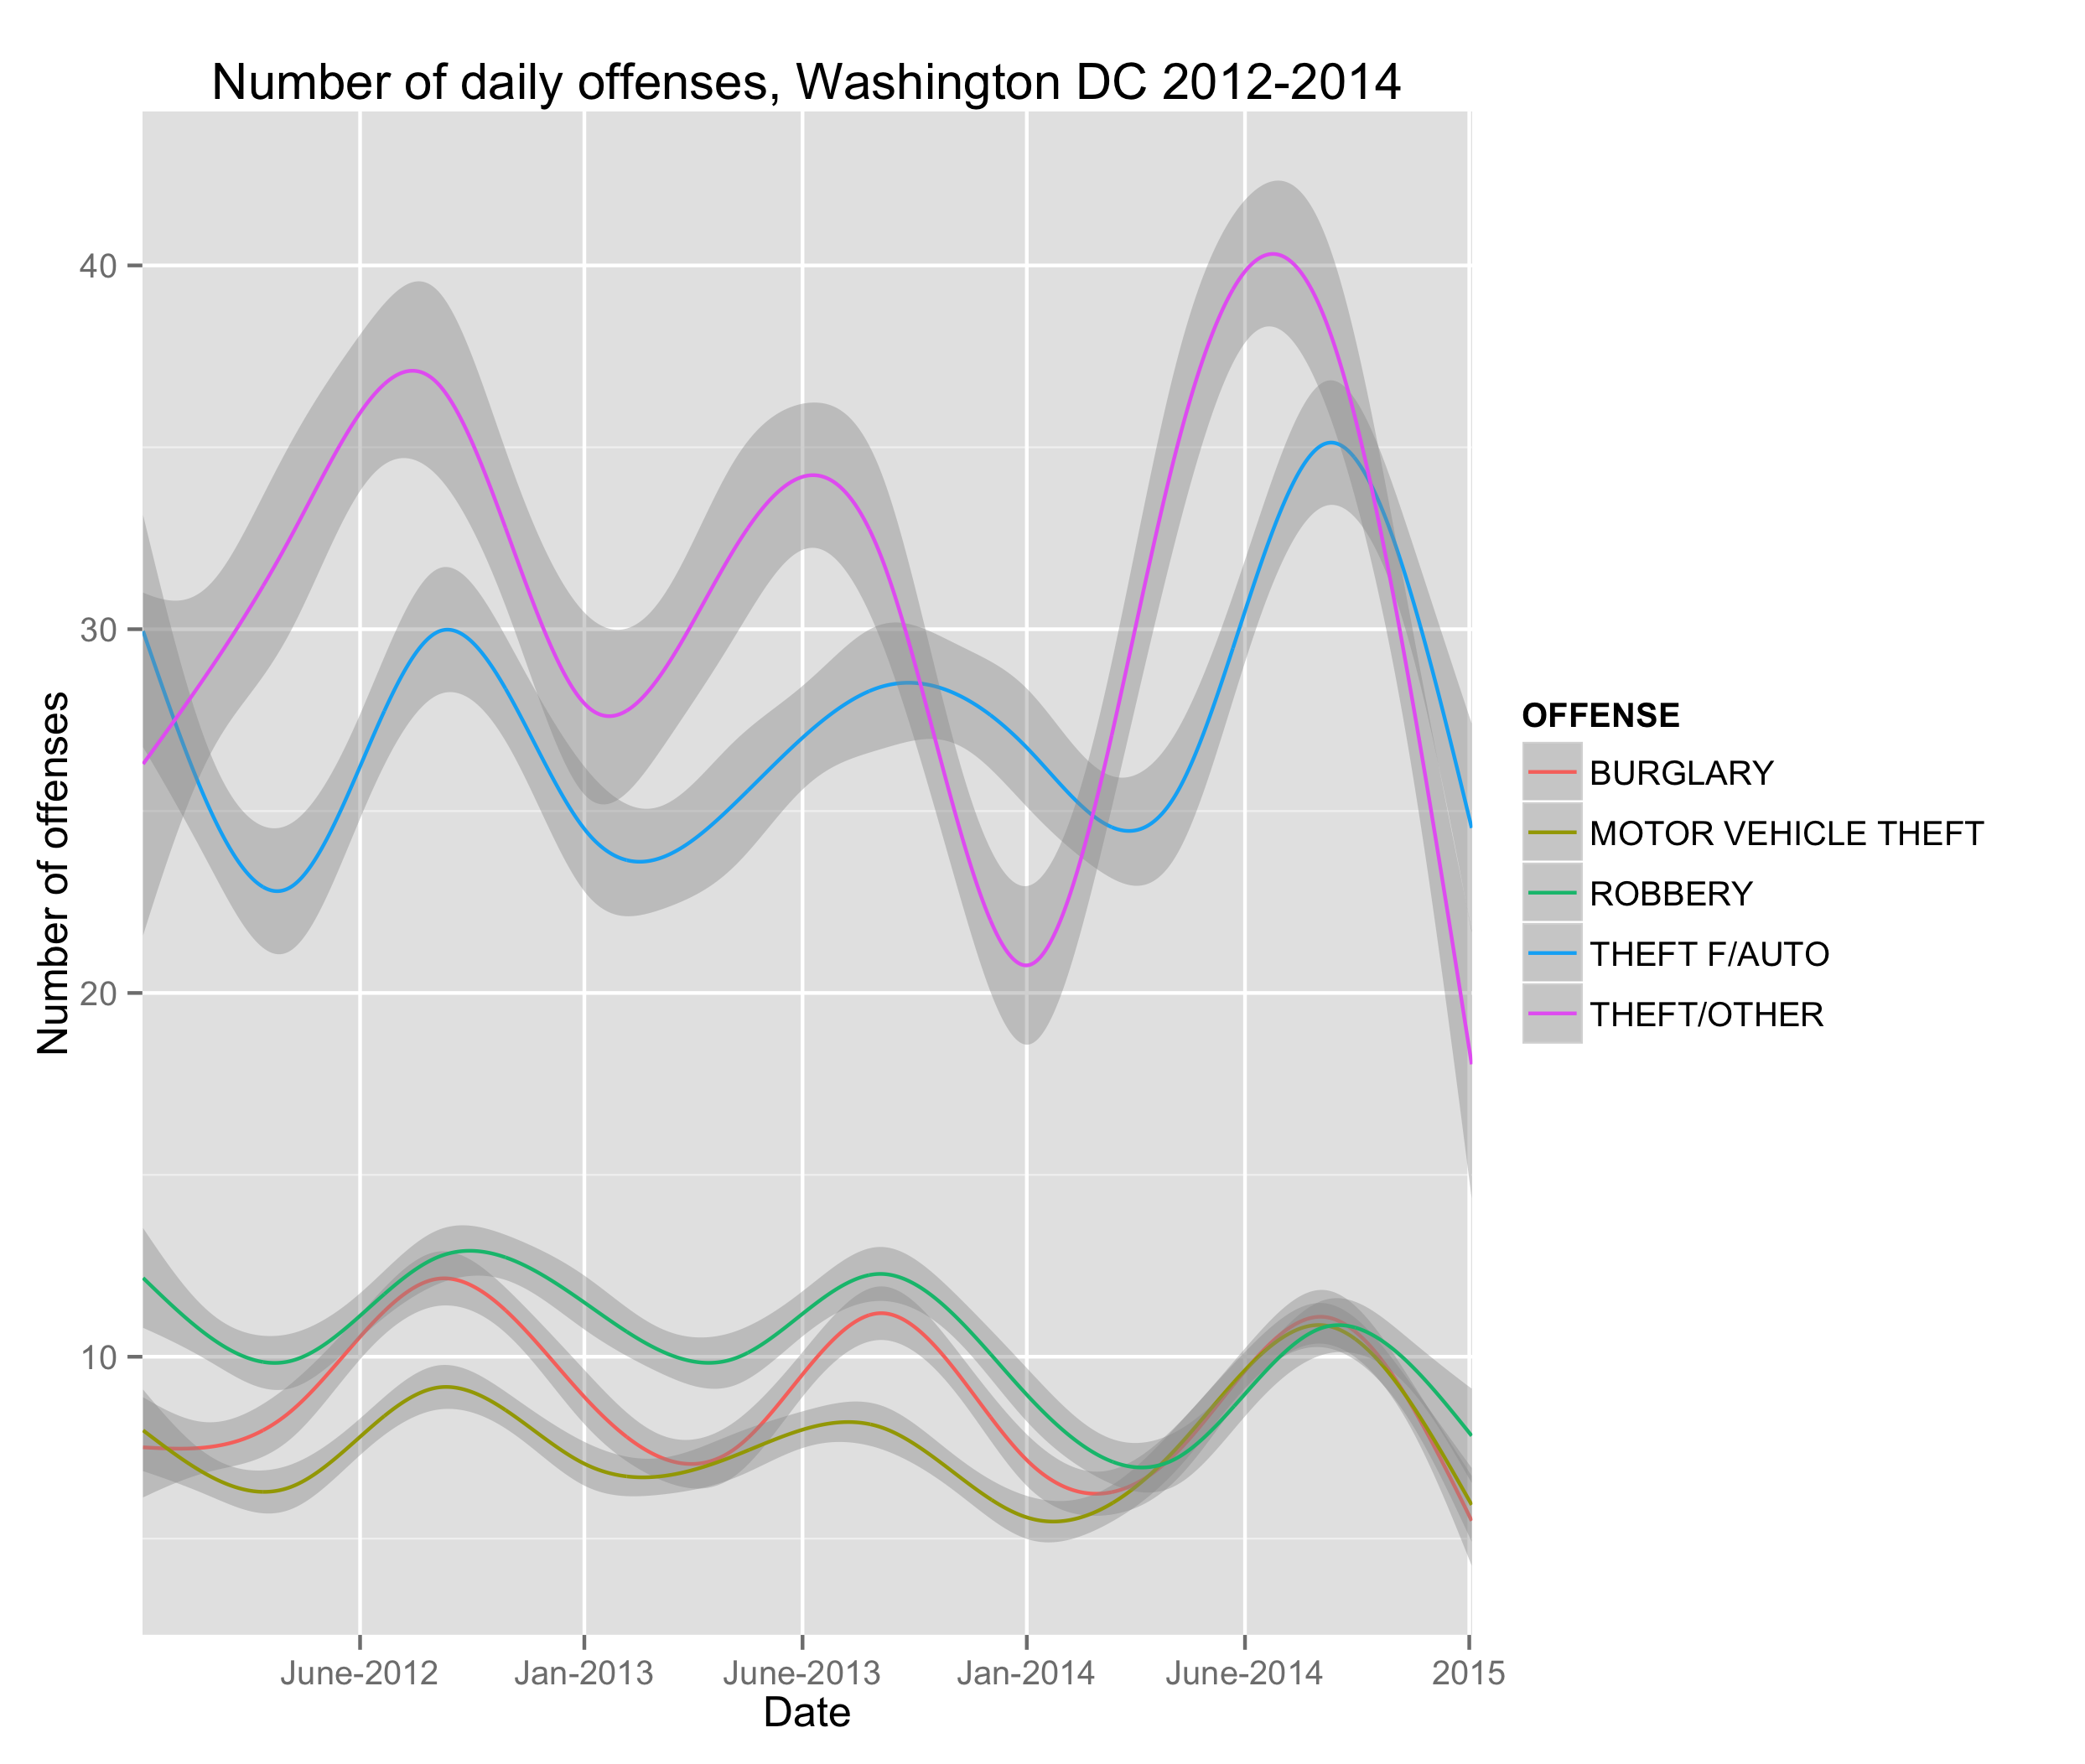 Number of daily offenses, Washington DC 2012-2014
Number of offenses
40
30
20
10
June-2012
Jan-2013
June-2013
Jan-2014
June-2014
2015
Date
OFFENSE
BURGLARY
MOTOR VEHICLE THEFT
ROBBERY
THEFT F/AUTO
THEFT/OTHER